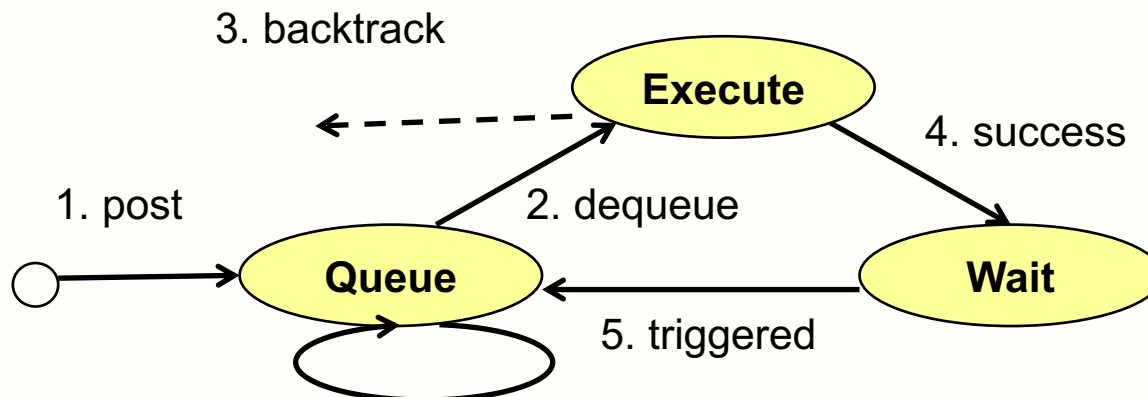 3. backtrack
Execute
4. success
1. post
2. dequeue
Queue
Wait
5. triggered